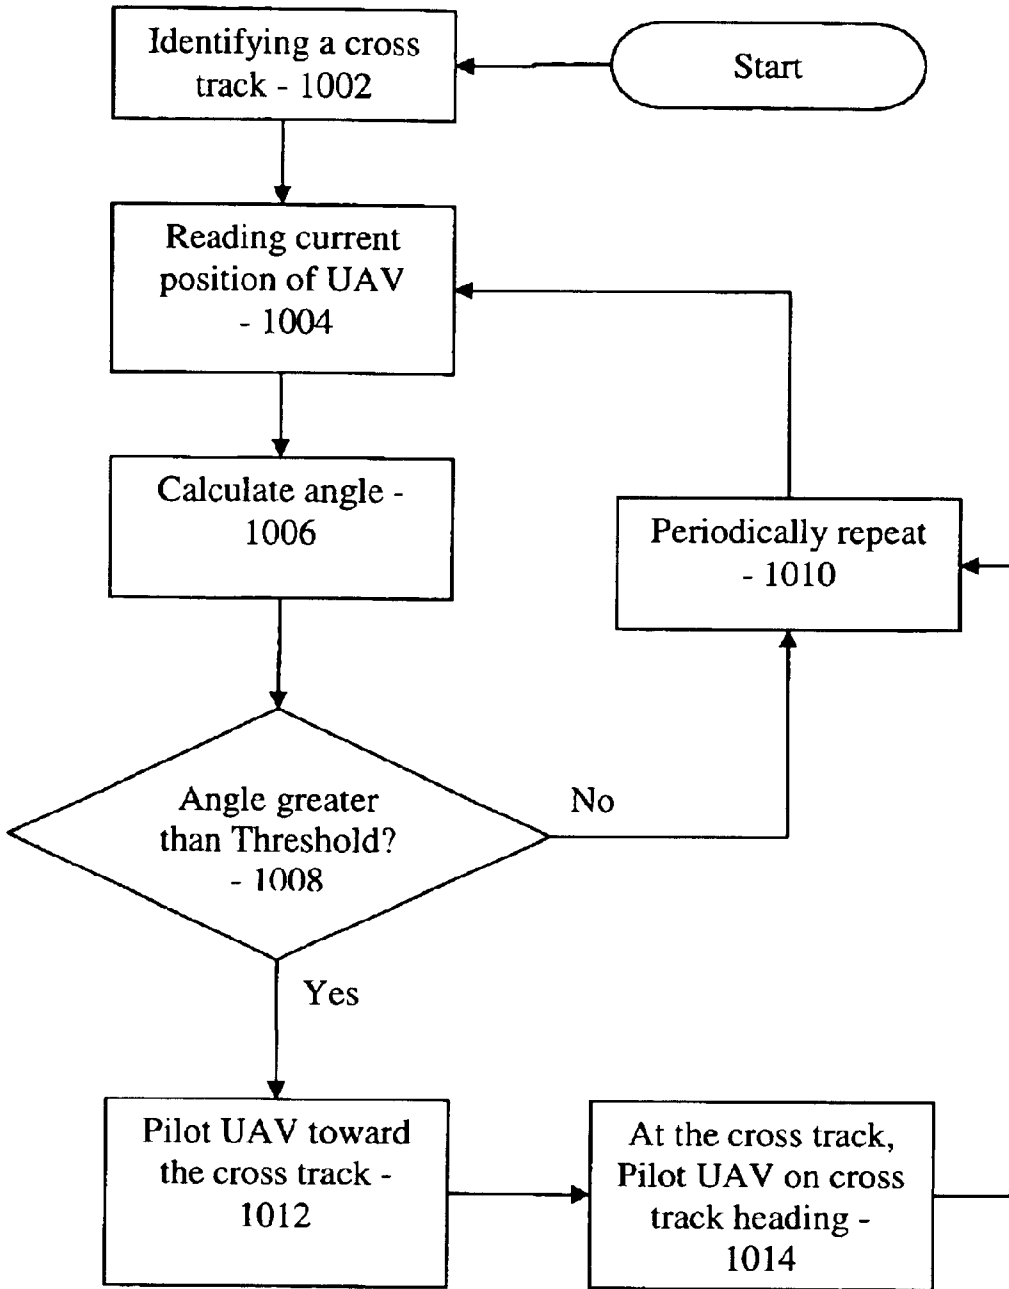 Identifying a cross
track - 1002
Start
Reading current
position of UAV
- 1004
Calculate angle -
1006
Periodically repeat
- 1010
Angle greater
than Threshold?
- 1008
No
Yes
Pilot UAV toward
the cross track -
1012
At the cross track,
Pilot UAV on cross
track heading -
1014